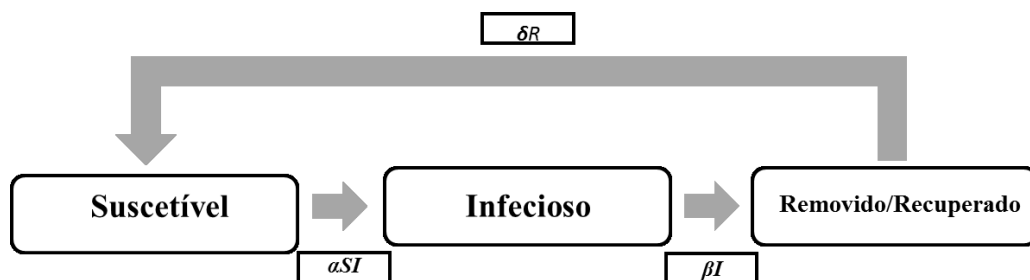 δR
Suscetível
Infecioso
Removido/Recuperado
αSI
βI